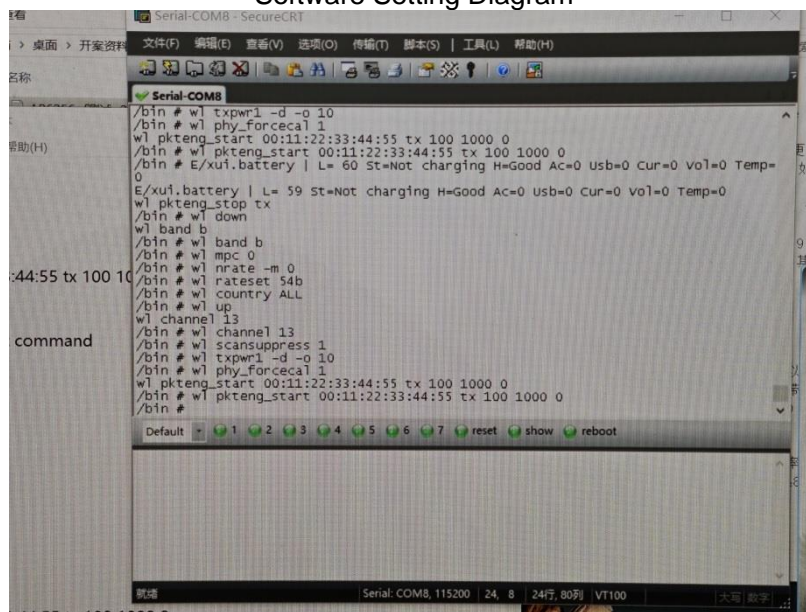 Software Setting Diagram
Serial-COM8 - SecureCRT
桌面 > 开案资料
文件(F) 编辑(E) 查看(V) 选项(O) 传输(T) 脚本(S) | 工具(L) 帮助(H)
名称
Serial-COM8
/bin # wl txpwr1 -d -o 10
/bin # wl phy_forcecal 1
wl pkteng_start 00:11:22:33:44:55 tx 100 1000 0
/bin # wl pkteng_start 00:11:22:33:44:55 tx 100 1000 0
/bin # E/xui.battery | L= 60 St=Not charging H=Good Ac=0 Usb=0 Cur=0 Vol=0 Temp=
0
E/xui.battery | L= 59 St=Not charging H=Good Ac=0 Usb=0 Cur=0 Vol=0 Temp=0
wl pkteng_stop tx
/bin # wl down
wl band b
/bin # wl band b
/bin # wl mpc 0
/bin # wl nrate -m 0
/bin # wl rateset 54b
/bin # wl country ALL
/bin # wl up
wl channel 13
/bin # wl channel 13
/bin # wl scansuppress 1
/bin # wl txpwr1 -d -o 10
/bin # wl phy_forcecal 1
wl pkteng_start 00:11:22:33:44:55 tx 100 1000 0
/bin # wl pkteng_start 00:11:22:33:44:55 tx 100 1000 0
/bin #
帮助(H)
:44:55 tx 100 10
command
Default 1 2 3 4 5 6 7 reset show reboot
就绪 Serial: COM8, 115200 24, 8 24行, 80列 VT100 大写 数字